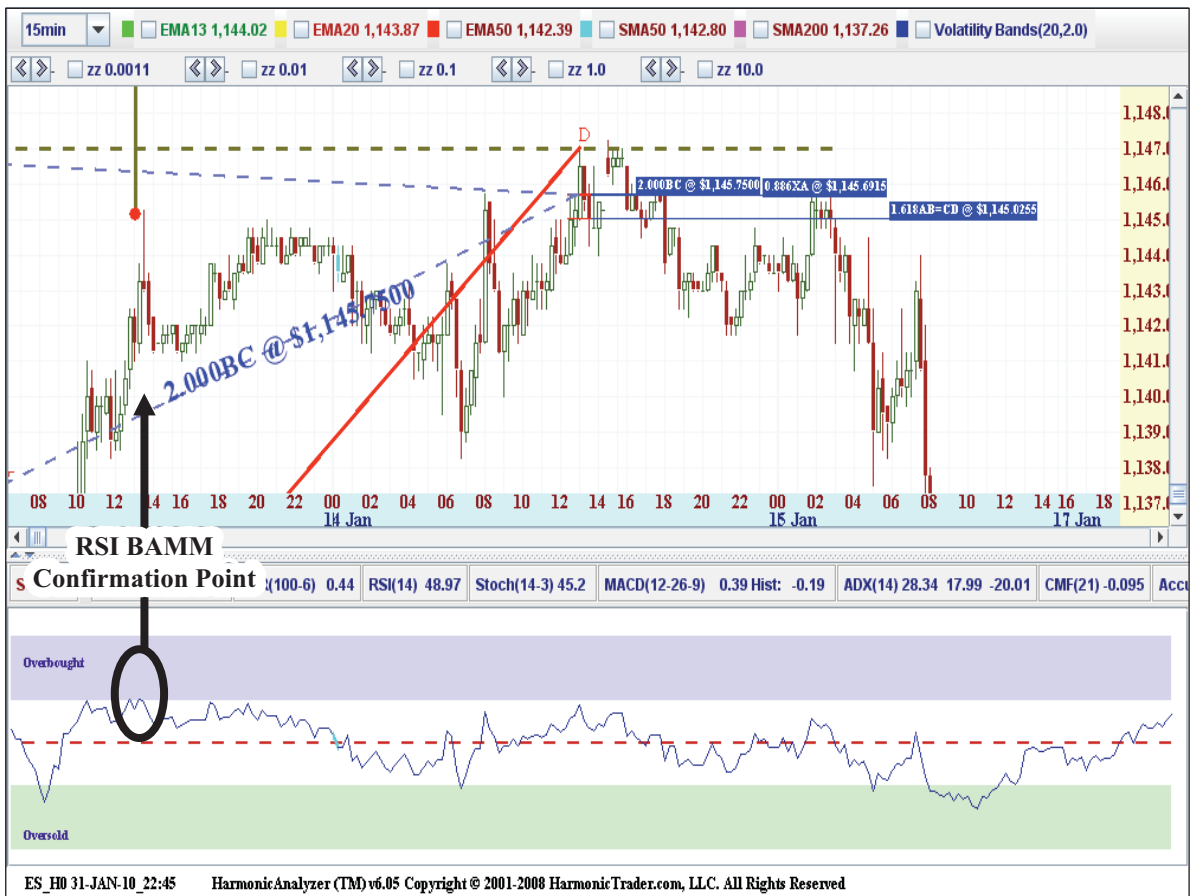 15min EMA13 1,144.02 EMA20 1,143.87 EMA50 1,142.39 SMA50 1,142.80 SMA200 1,137.26 Volatility Bands(20,2.0)
zz 0.0011 zz 0.01 zz 0.1 zz 1.0 zz 10.0
1,148.0
D
1,147.0
2.000BC @ $1,145.7500 0.886XA @ $1,145.6915
1,146.0
1.618AB=CD @ $1,145.0255
1,145.0
1,144.0
1,143.0
2.000BC @ $1,145.7500
1,142.0
1,141.0
1,140.0
1,139.0
1,138.0
1,137.0
08 10 12 14 16 18 20 22 00 02 04 06 08 10 12 14 16 18 20 22 00 02 04 06 08 10 12 14 16 18
14 Jan 15 Jan 17 Jan
RSI BAMM
Confirmation Point
(100-6) 0.44 RSI(14) 48.97 Stoch(14-3) 45.2 MACD(12-26-9) 0.39 Hist: -0.19 ADX(14) 28.34 17.99 -20.01 CMF(21) -0.095 Accu
Overbought
Oversold
ES_H0 31-JAN-10_22:45 HarmonicAnalyzer (TM) v6.05 Copyright © 2001-2008 HarmonicTrader.com, LLC. All Rights Reserved